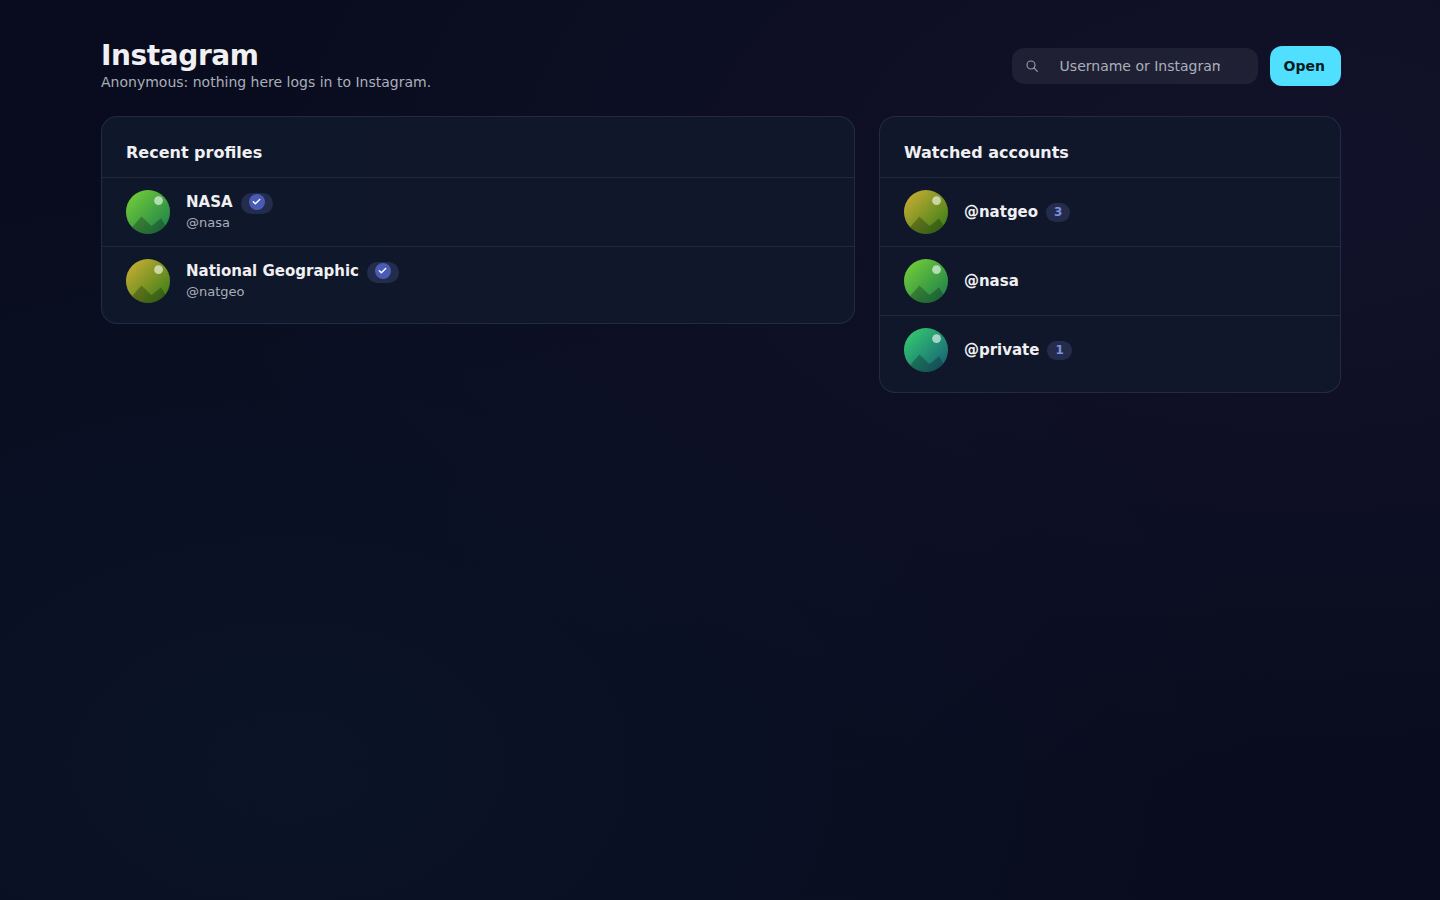 Instagram
Anonymous: nothing here logs in to Instagram.
Username or Instagram
Open
Recent profiles
NASA
@nasa
National Geographic
@natgeo
Watched accounts
@natgeo 3
@nasa
@private 1